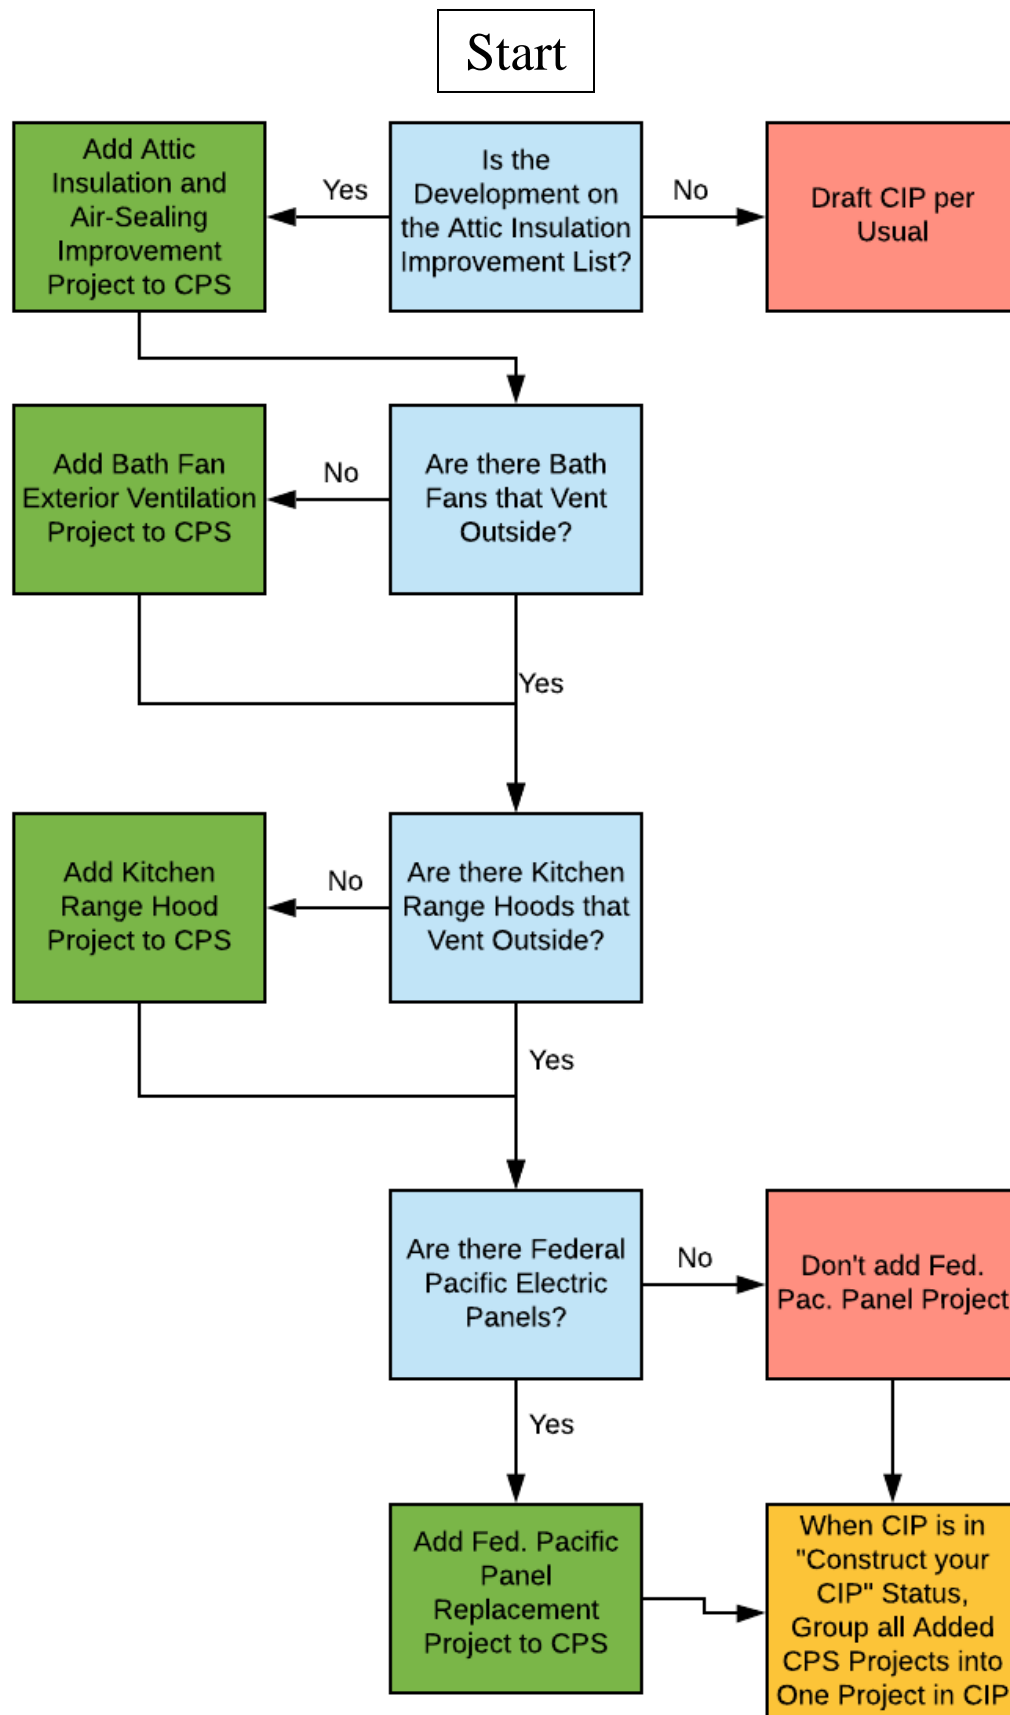 Start
Add Attic
Insulation and
Air-Sealing
Improvement
Project to CPS
Yes
Is the
Development on
the Attic Insulation
Improvement List?
No
Draft CIP per
Usual
Add Bath Fan
Exterior Ventilation
Project to CPS
No
Are there Bath
Fans that Vent
Outside?
Yes
Add Kitchen
Range Hood
Project to CPS
No
Are there Kitchen
Range Hoods that
Vent Outside?
Yes
Are there Federal
Pacific Electric
Panels?
No
Don't add Fed.
Pac. Panel Project
Yes
Add Fed. Pacific
Panel
Replacement
Project to CPS
When CIP is in
"Construct your
CIP" Status,
Group all Added
CPS Projects into
One Project in CIP